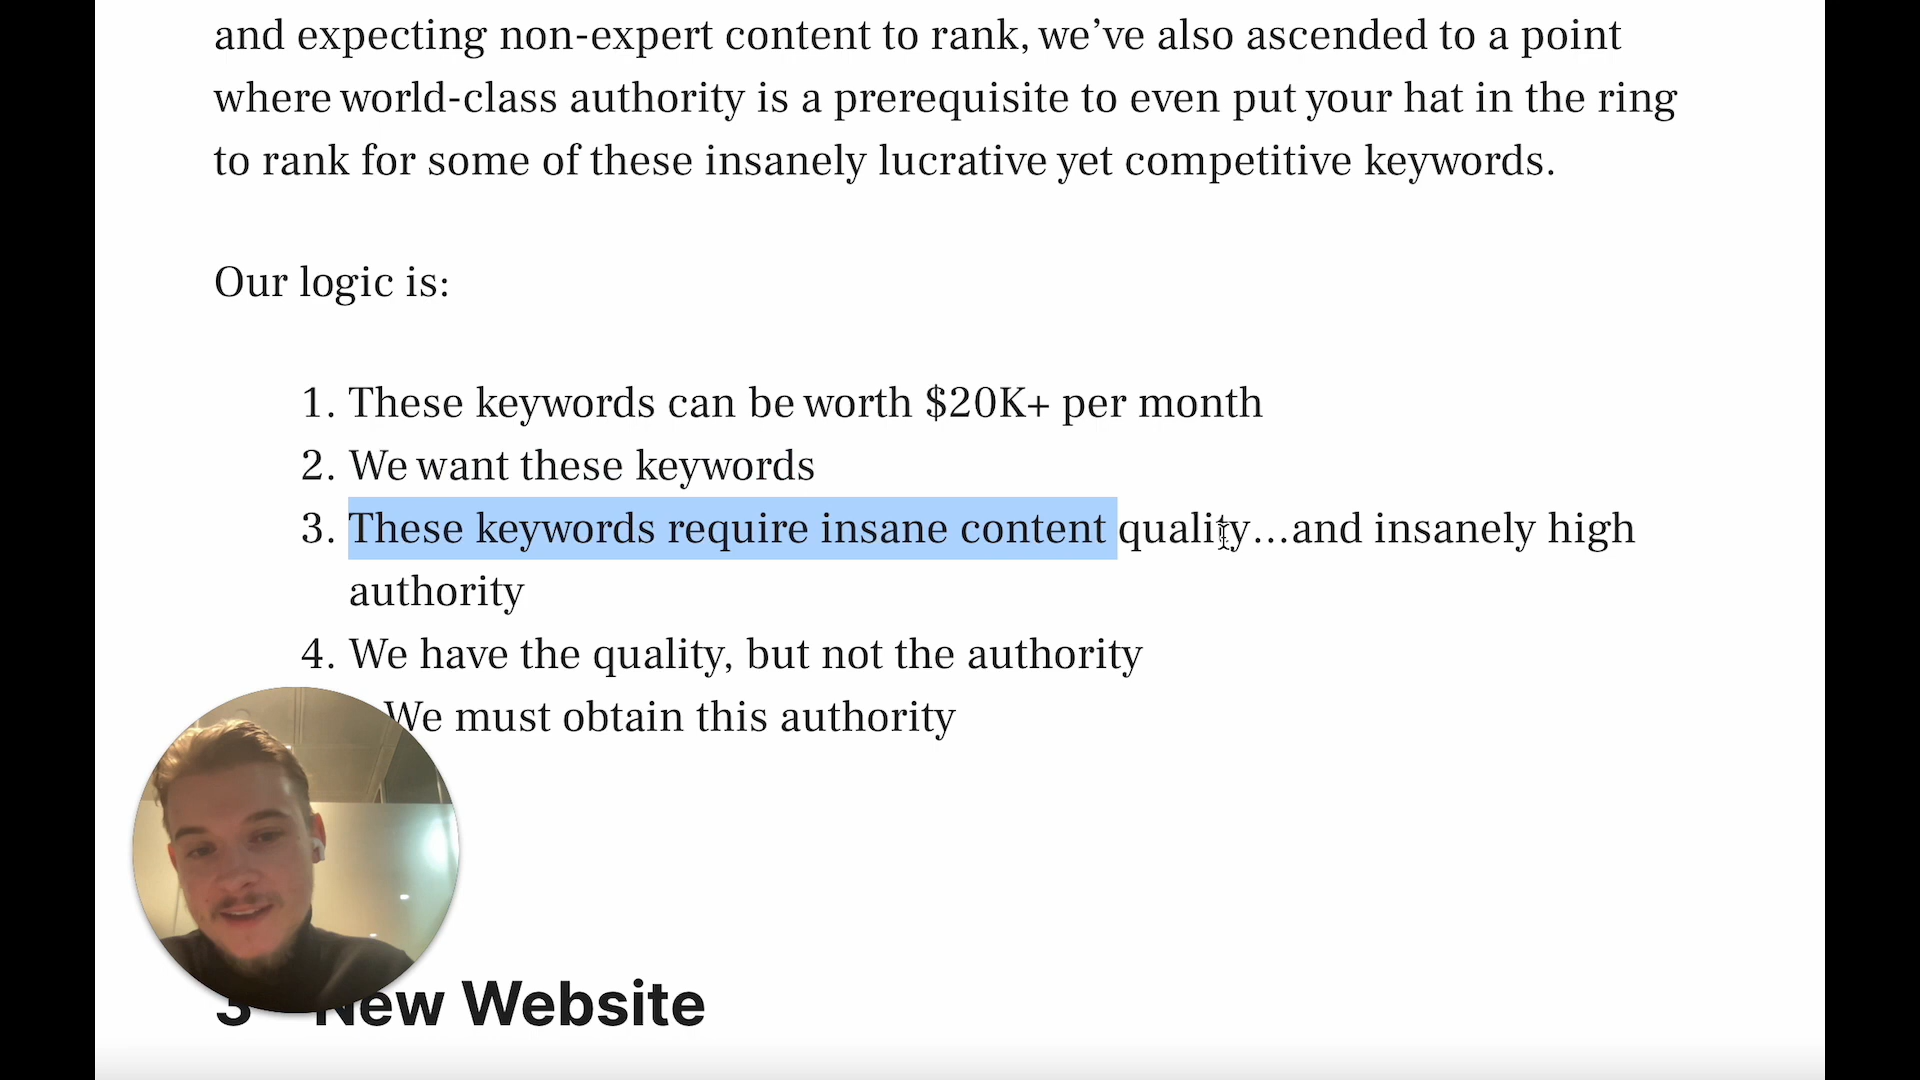 and expecting non-expert content to rank, we’ve also ascended to a point
where world-class authority is a prerequisite to even put your hat in the ring
to rank for some of these insanely lucrative yet competitive keywords.
Our logic is:
1. These keywords can be worth $20K+ per month
2. We want these keywords
3. These keywords require insane content quality...and insanely high
authority
4. We have the quality, but not the authority
We must obtain this authority
3 New Website